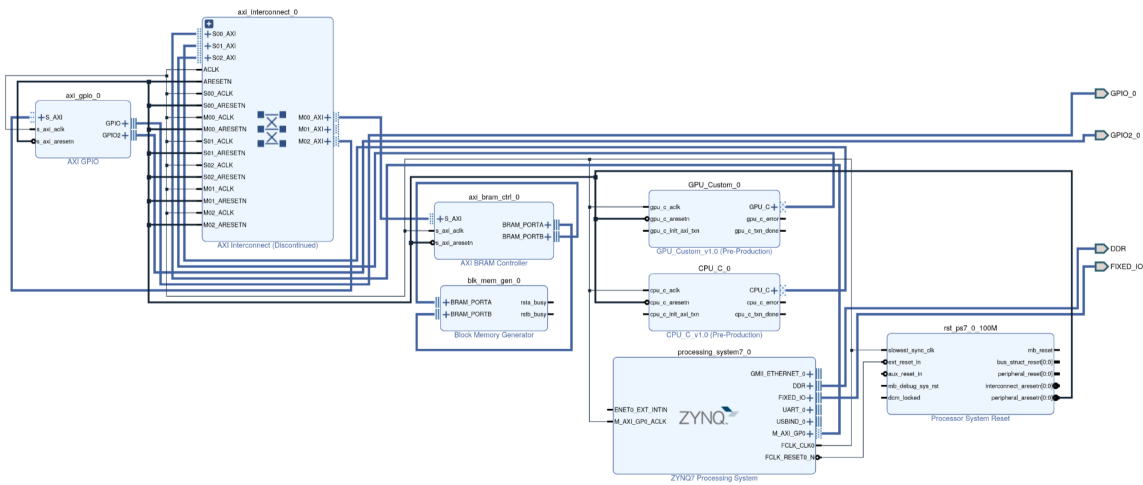 axi_interconnect_0
S00_AXI
S01_AXI
S02_AXI
ACLK
ARESETN
S00_ACLK
S00_ARESETN
M00_ACLK
M00_ARESETN
S01_ACLK
S01_ARESETN
S02_ACLK
S02_ARESETN
M01_ACLK
M01_ARESETN
M02_ACLK
M02_ARESETN
M00_AXI
M01_AXI
M02_AXI
AXI Interconnect (Discontinued)
axi_gpio_0
S_AXI
s_axi_aclk
s_axi_aresetn
GPIO
GPIO2
AXI GPIO
axi_bram_ctrl_0
S_AXI
s_axi_aclk
s_axi_aresetn
BRAM_PORTA
BRAM_PORTB
AXI BRAM Controller
blk_mem_gen_0
BRAM_PORTA
BRAM_PORTB
rsta_busy
rstb_busy
Block Memory Generator
GPU_Custom_0
gpu_c_aclk
gpu_c_aresetn
gpu_c_init_axi_txn
GPU_C
gpu_c_error
gpu_c_txn_done
GPU_Custom_v1.0 (Pre-Production)
CPU_C_0
cpu_c_aclk
cpu_c_aresetn
cpu_c_init_axi_txn
CPU_C
cpu_c_error
cpu_c_txn_done
CPU_C_v1.0 (Pre-Production)
processing_system7_0
ENET0_EXT_INTIN
M_AXI_GP0_ACLK
ZYNQ
GMII_ETHERNET_0
DDR
FIXED_IO
UART_0
USBIND_0
M_AXI_GP0
FCLK_CLK0
FCLK_RESET0_N
ZYNQ7 Processing System
rst_ps7_0_100M
slowest_sync_clk
ext_reset_in
aux_reset_in
mb_debug_sys_rst
dcm_locked
mb_reset
bus_struct_reset[0:0]
peripheral_reset[0:0]
interconnect_aresetn[0:0]
peripheral_aresetn[0:0]
Processor System Reset
GPIO_0
GPIO2_0
DDR
FIXED_IO